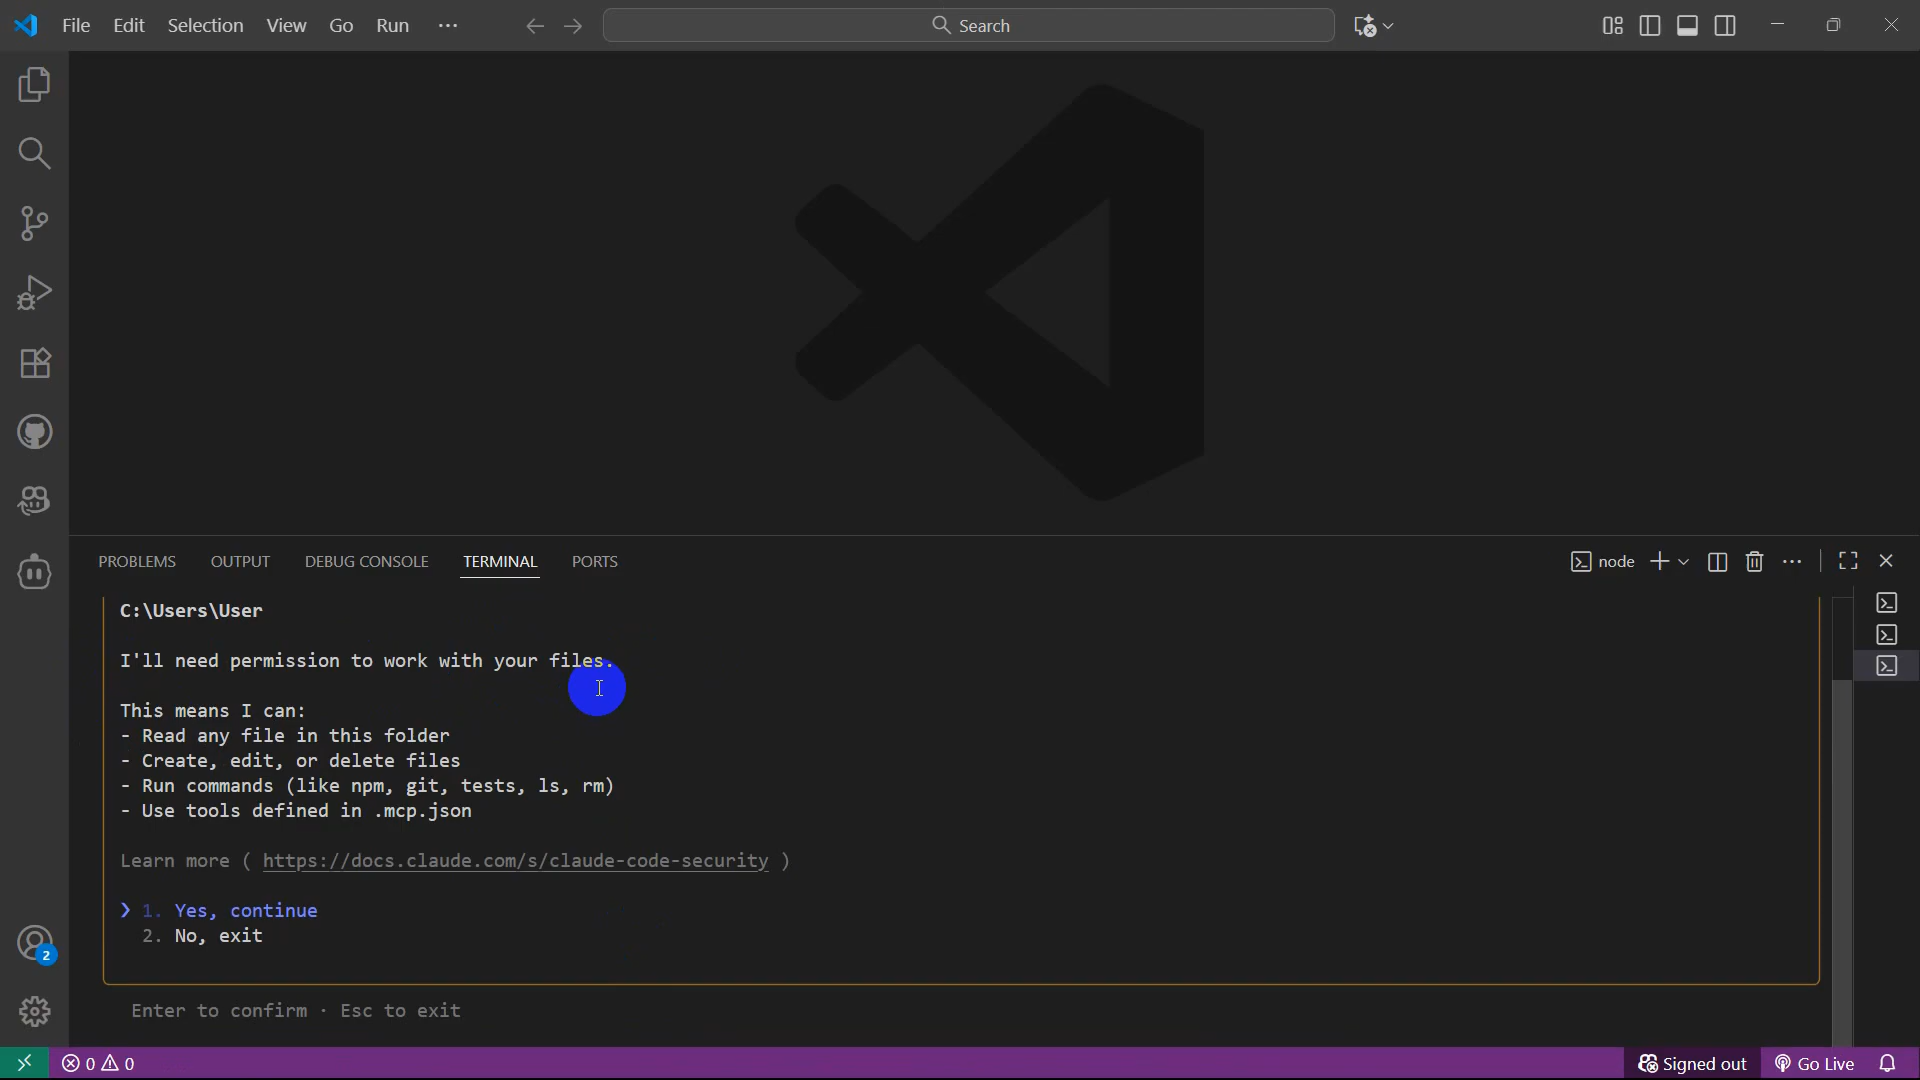 File Edit Selection View Go Run ···
Search
PROBLEMS OUTPUT DEBUG CONSOLE TERMINAL PORTS
node
C:\Users\User
I'll need permission to work with your files.
This means I can:
- Read any file in this folder
- Create, edit, or delete files
- Run commands (like npm, git, tests, ls, rm)
- Use tools defined in .mcp.json
Learn more ( https://docs.claude.com/s/claude-code-security )
❯ 1. Yes, continue
2. No, exit
Enter to confirm · Esc to exit
2
0 0
Signed out
Go Live